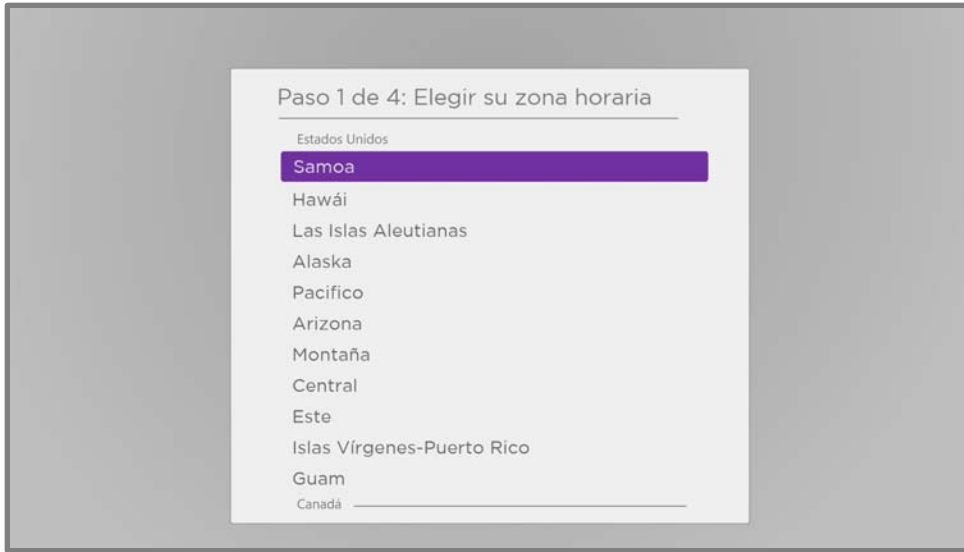 Paso 1 de 4: Elegir su zona horaria
Estados Unidos
Samoa
Hawái
Las Islas Aleutianas
Alaska
Pacifico
Arizona
Montaña
Central
Este
Islas Vírgenes-Puerto Rico
Guam
Canadá